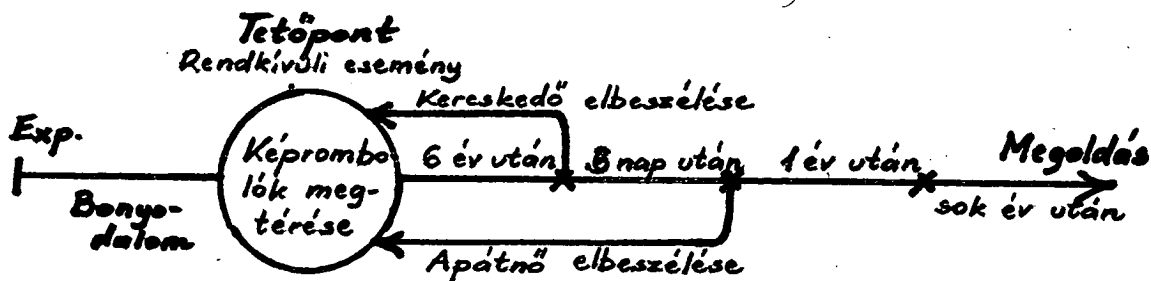 Tetőpont
Rendkívüli esemény
Kereskedő elbeszélése
Exp.
Képrombo
lók meg-
térése
6 év után
3 nap után
1 év után
Megoldás
Bonyo-
dalom
sok év után
Apátnő elbeszélése